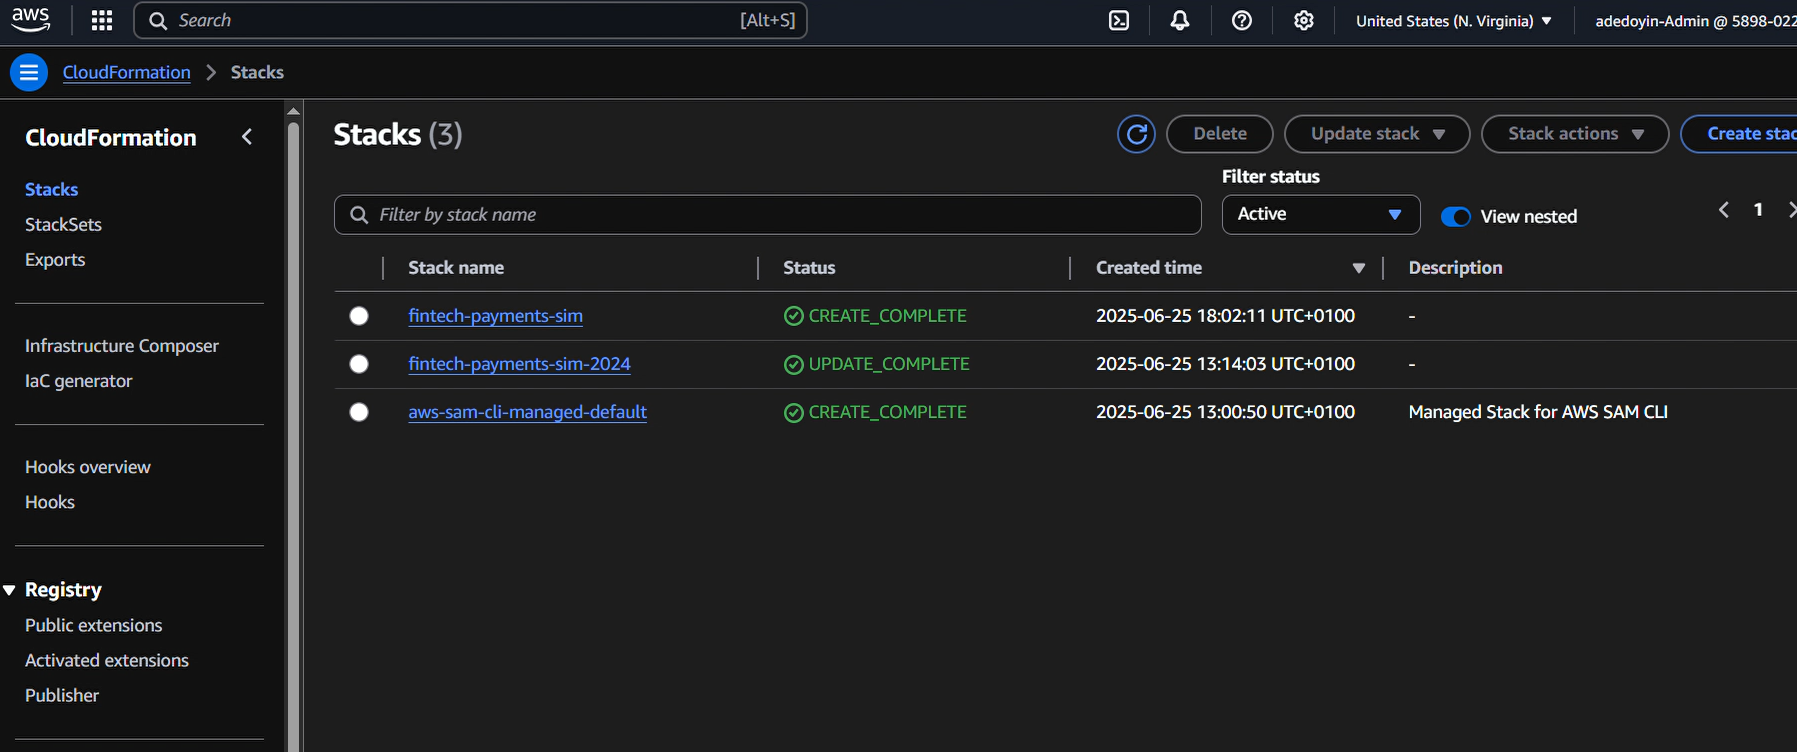 aws Search [Alt+S] United States (N. Virginia) adedoyin-Admin @ 5898-022
CloudFormation Stacks
CloudFormation
Stacks
StackSets
Exports
Infrastructure Composer
IaC generator
Hooks overview
Hooks
Registry
Public extensions
Activated extensions
Publisher
Stacks (3)
Delete Update stack Stack actions Create stac
Filter status
Filter by stack name Active View nested 1
Stack name Status Created time Description
fintech-payments-sim CREATE_COMPLETE 2025-06-25 18:02:11 UTC+0100 -
fintech-payments-sim-2024 UPDATE_COMPLETE 2025-06-25 13:14:03 UTC+0100 -
aws-sam-cli-managed-default CREATE_COMPLETE 2025-06-25 13:00:50 UTC+0100 Managed Stack for AWS SAM CLI